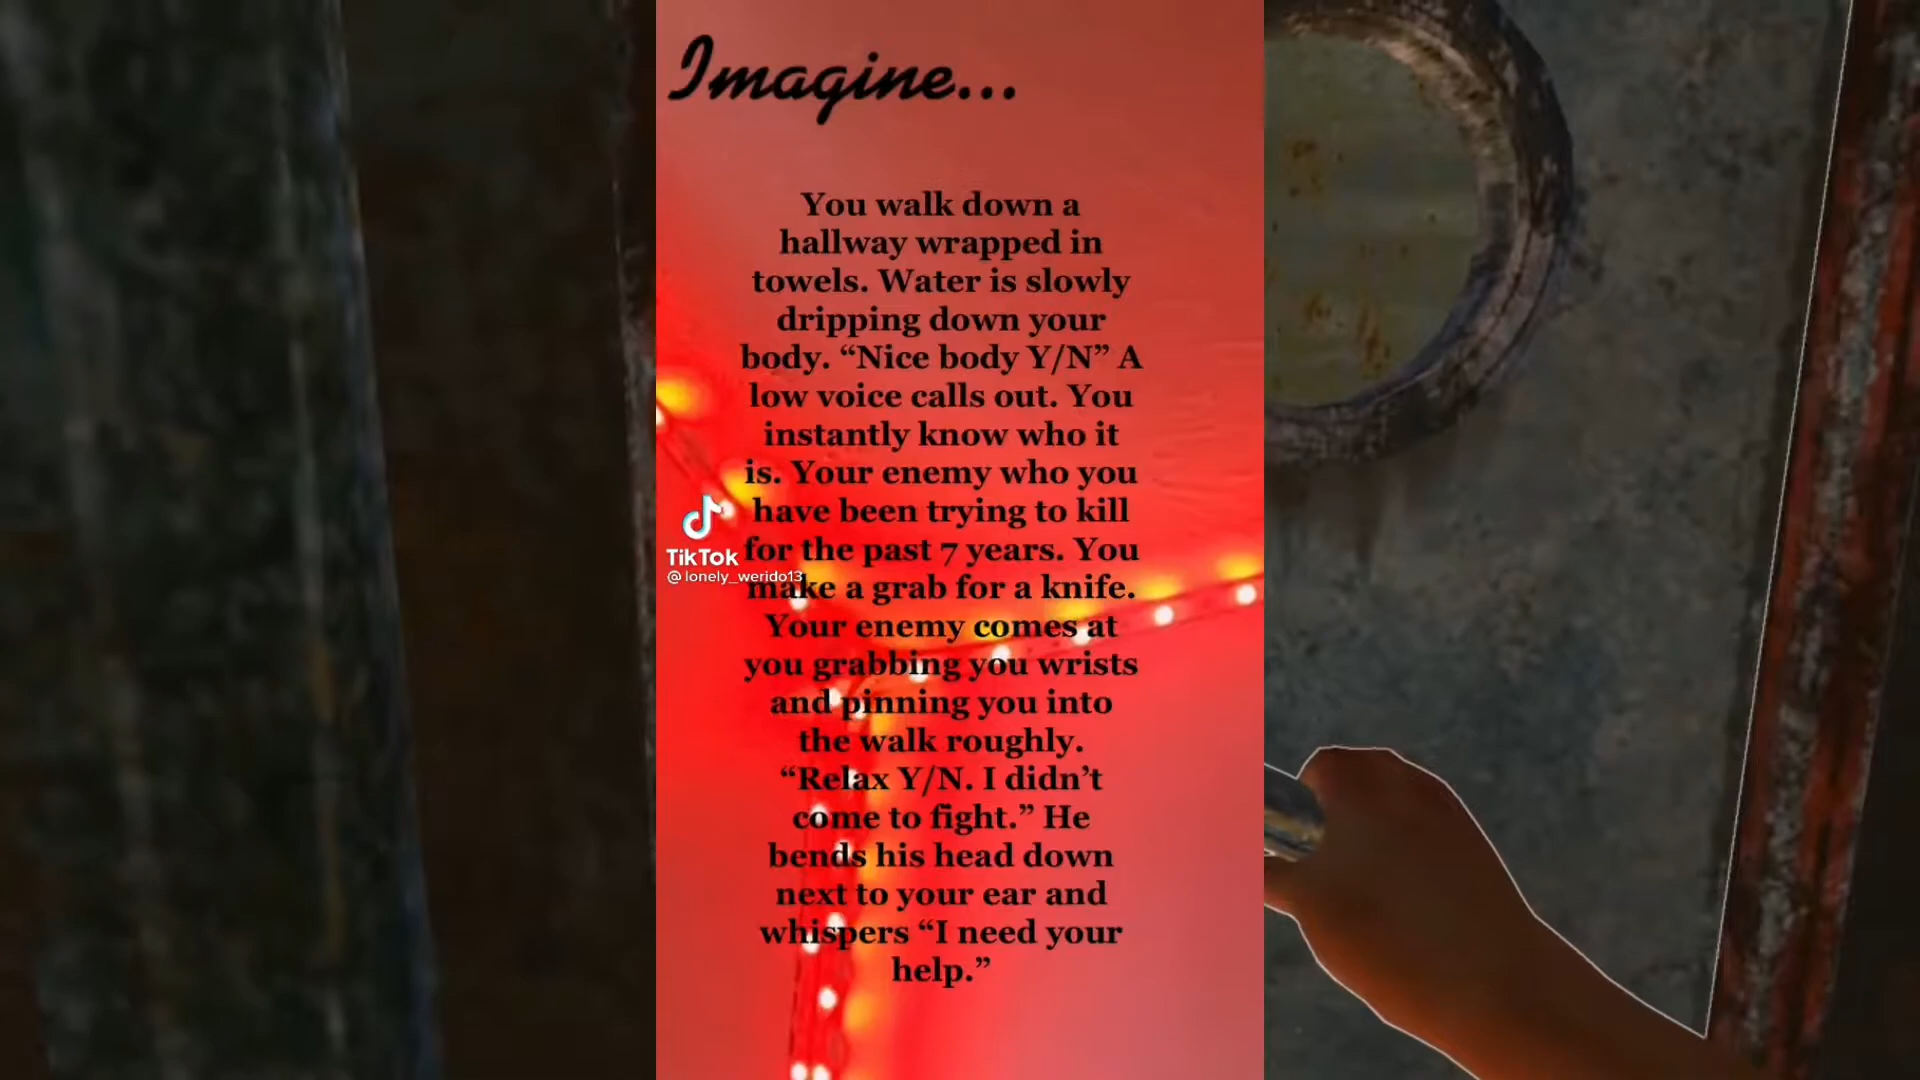 Imagine...
You walk down a
hallway wrapped in
towels. Water is slowly
dripping down your
body. “Nice body Y/N” A
low voice calls out. You
instantly know who it
is. Your enemy who you
have been trying to kill
for the past 7 years. You
make a grab for a knife.
Your enemy comes at
you grabbing you wrists
and pinning you into
the walk roughly.
“Relax Y/N. I didn’t
come to fight.” He
bends his head down
next to your ear and
whispers “I need your
help.”
TikTok
@lonely_werido13